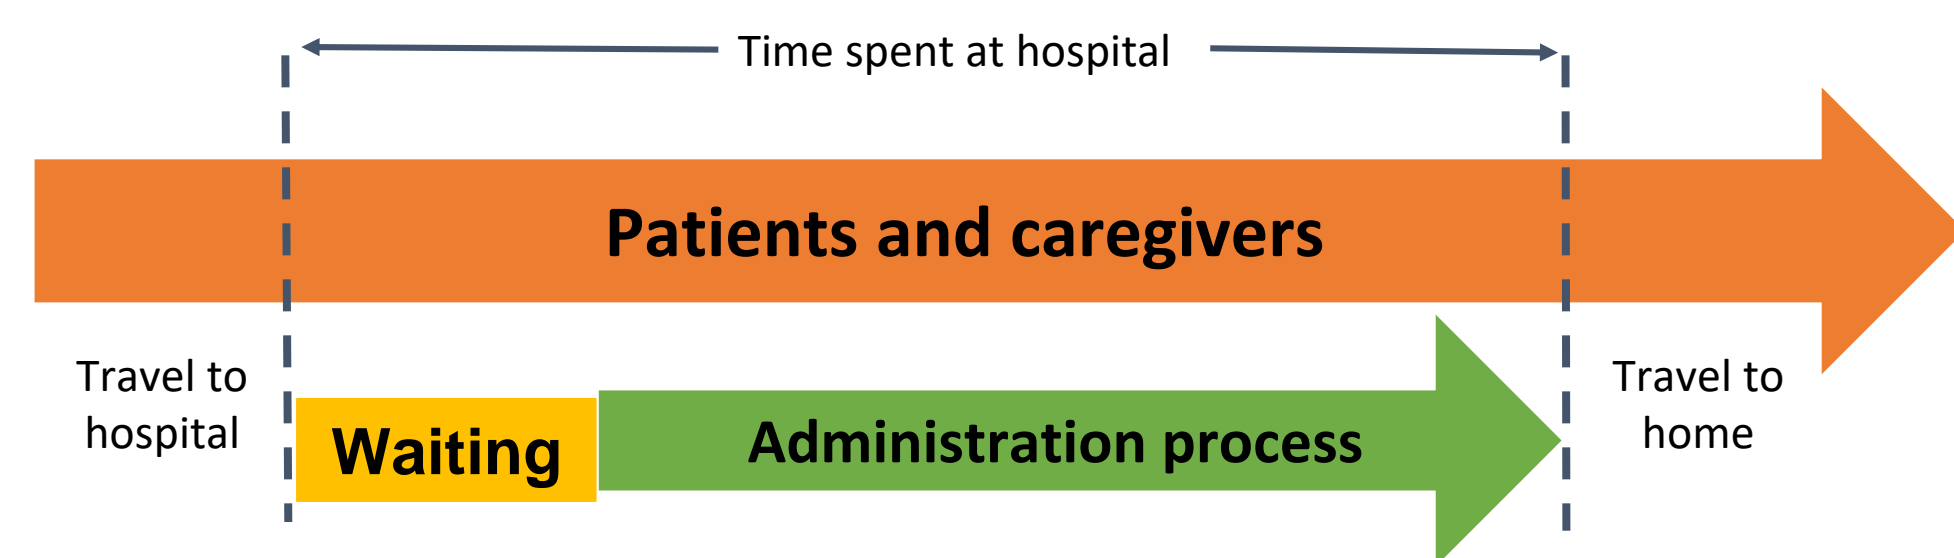 Time spent at hospital
Patients and caregivers
Travel to
hospital
Waiting
Administration process
Travel to
home